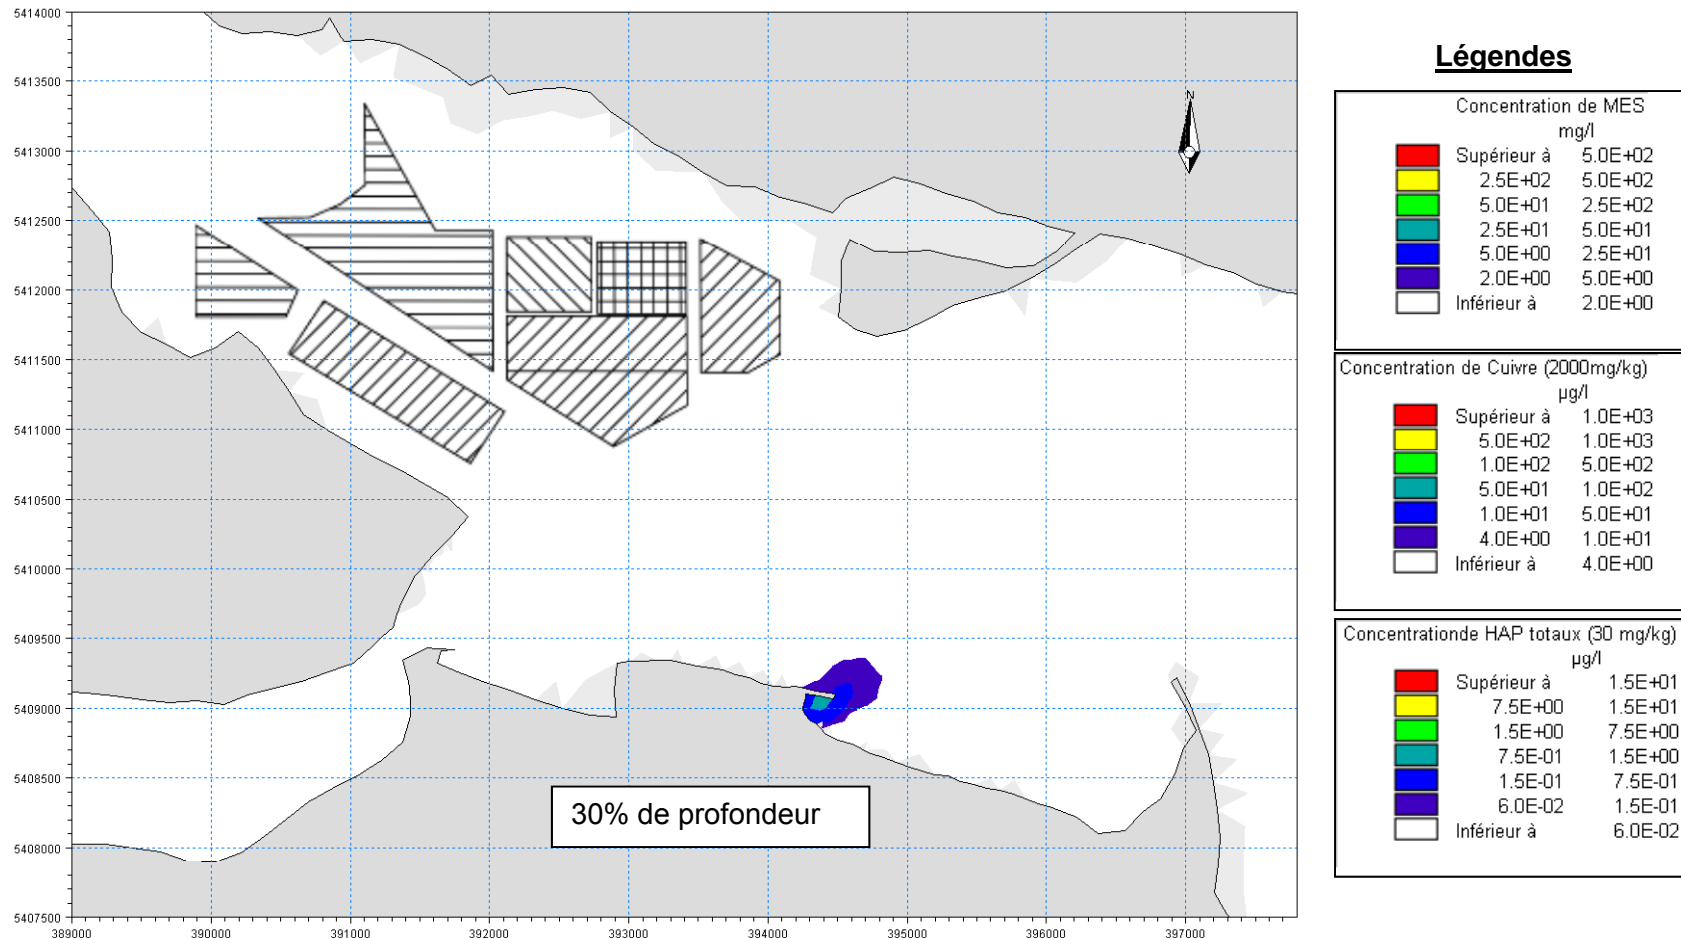 5414000
5413500
5413000
5412500
5412000
5411500
5411000
5410500
5410000
5409500
5409000
5408500
5408000
5407500
389000 390000 391000 392000 393000 394000 395000 396000 397000
N
30% de profondeur
Légendes
Concentration de MES
mg/l
Supérieur à 5.0E+02
2.5E+02 5.0E+02
5.0E+01 2.5E+02
2.5E+01 5.0E+01
5.0E+00 2.5E+01
2.0E+00 5.0E+00
Inférieur à 2.0E+00
Concentration de Cuivre (2000mg/kg)
µg/l
Supérieur à 1.0E+03
5.0E+02 1.0E+03
1.0E+02 5.0E+02
5.0E+01 1.0E+02
1.0E+01 5.0E+01
4.0E+00 1.0E+01
Inférieur à 4.0E+00
Concentrationde HAP totaux (30 mg/kg)
µg/l
Supérieur à 1.5E+01
7.5E+00 1.5E+01
1.5E+00 7.5E+00
7.5E-01 1.5E+00
1.5E-01 7.5E-01
6.0E-02 1.5E-01
Inférieur à 6.0E-02